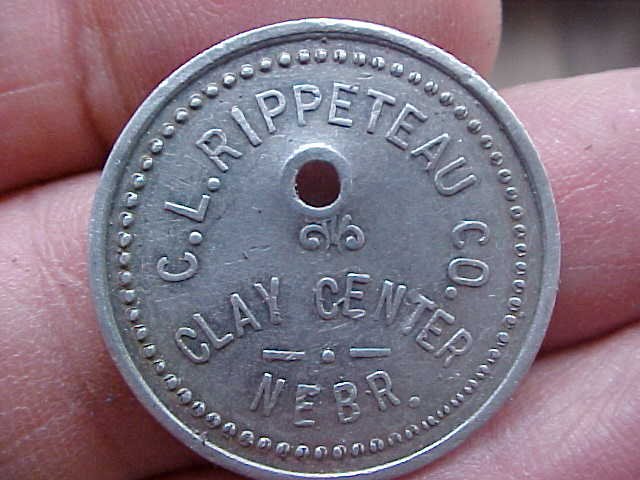 C.L. RIPPETEAU CO.
CLAY CENTER
NEBR.